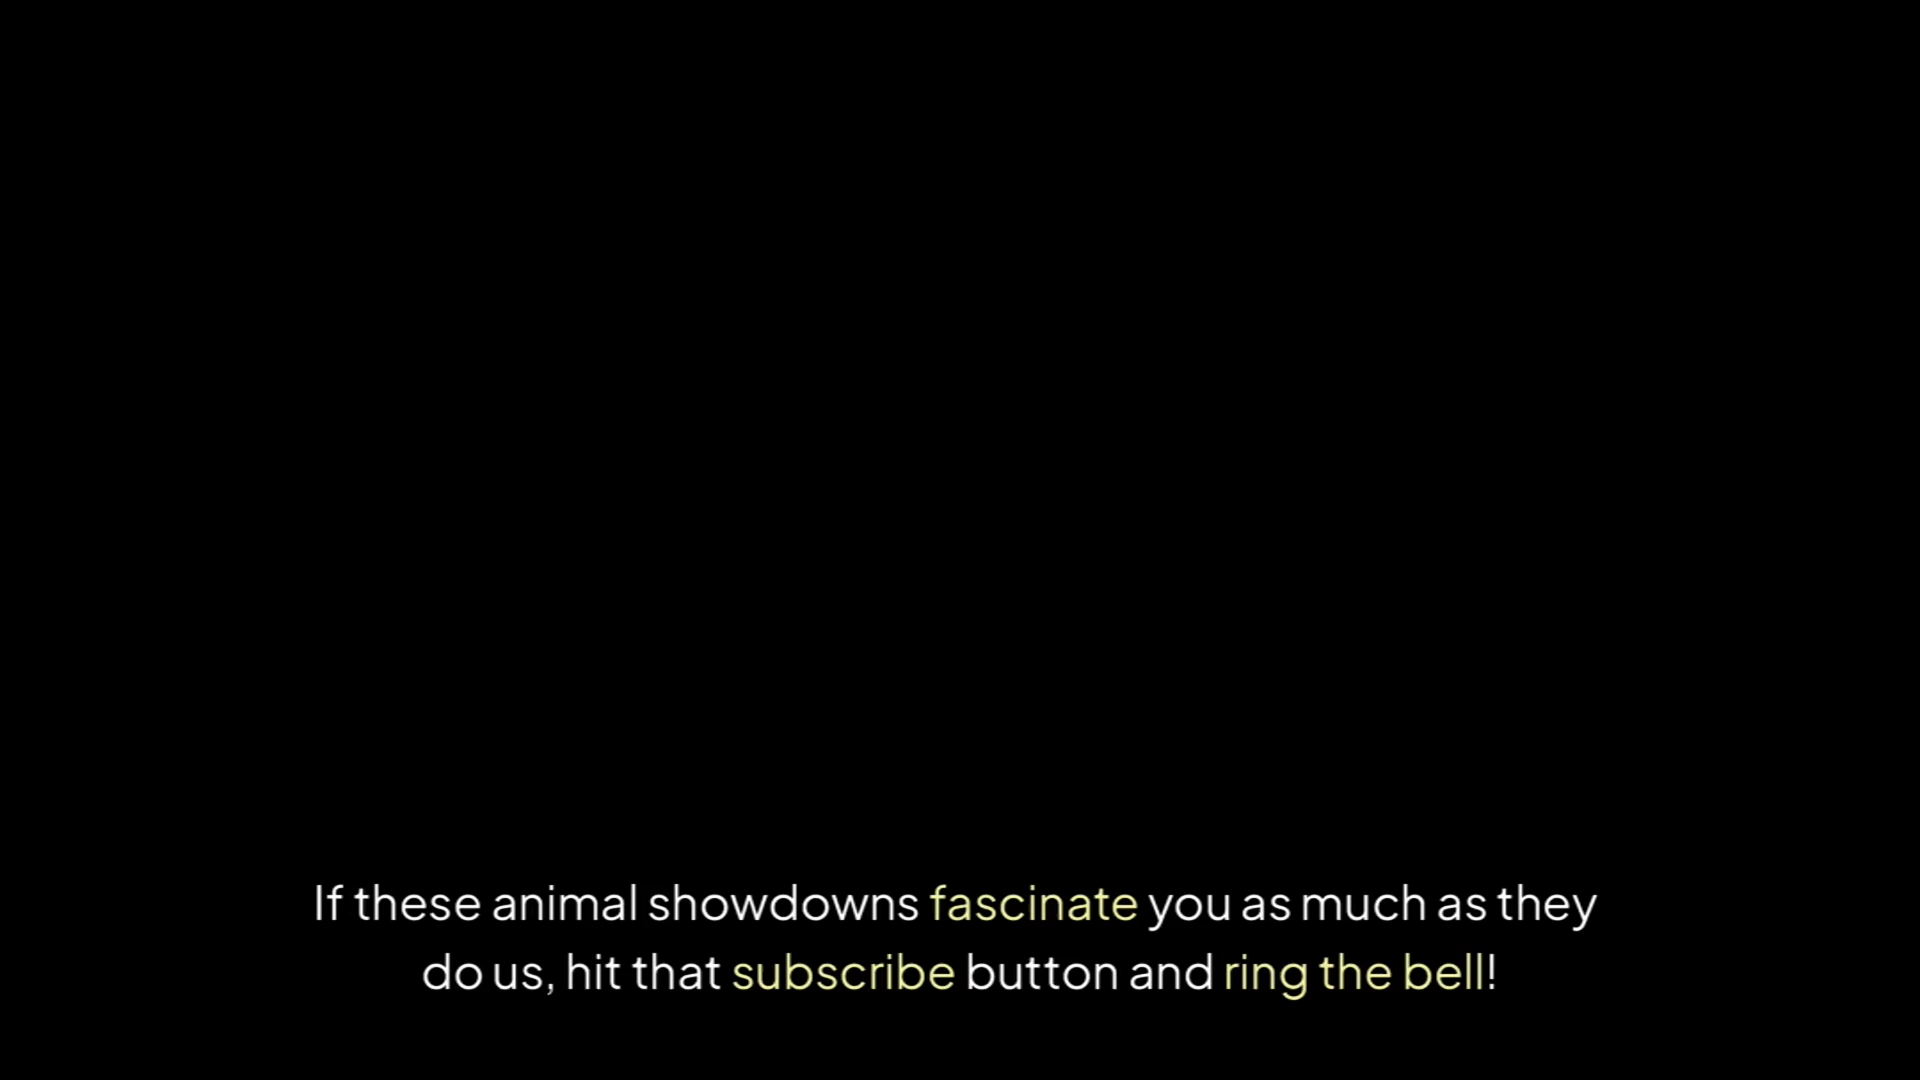 If these animal showdowns fascinate you as much as they
do us, hit that subscribe button and ring the bell!